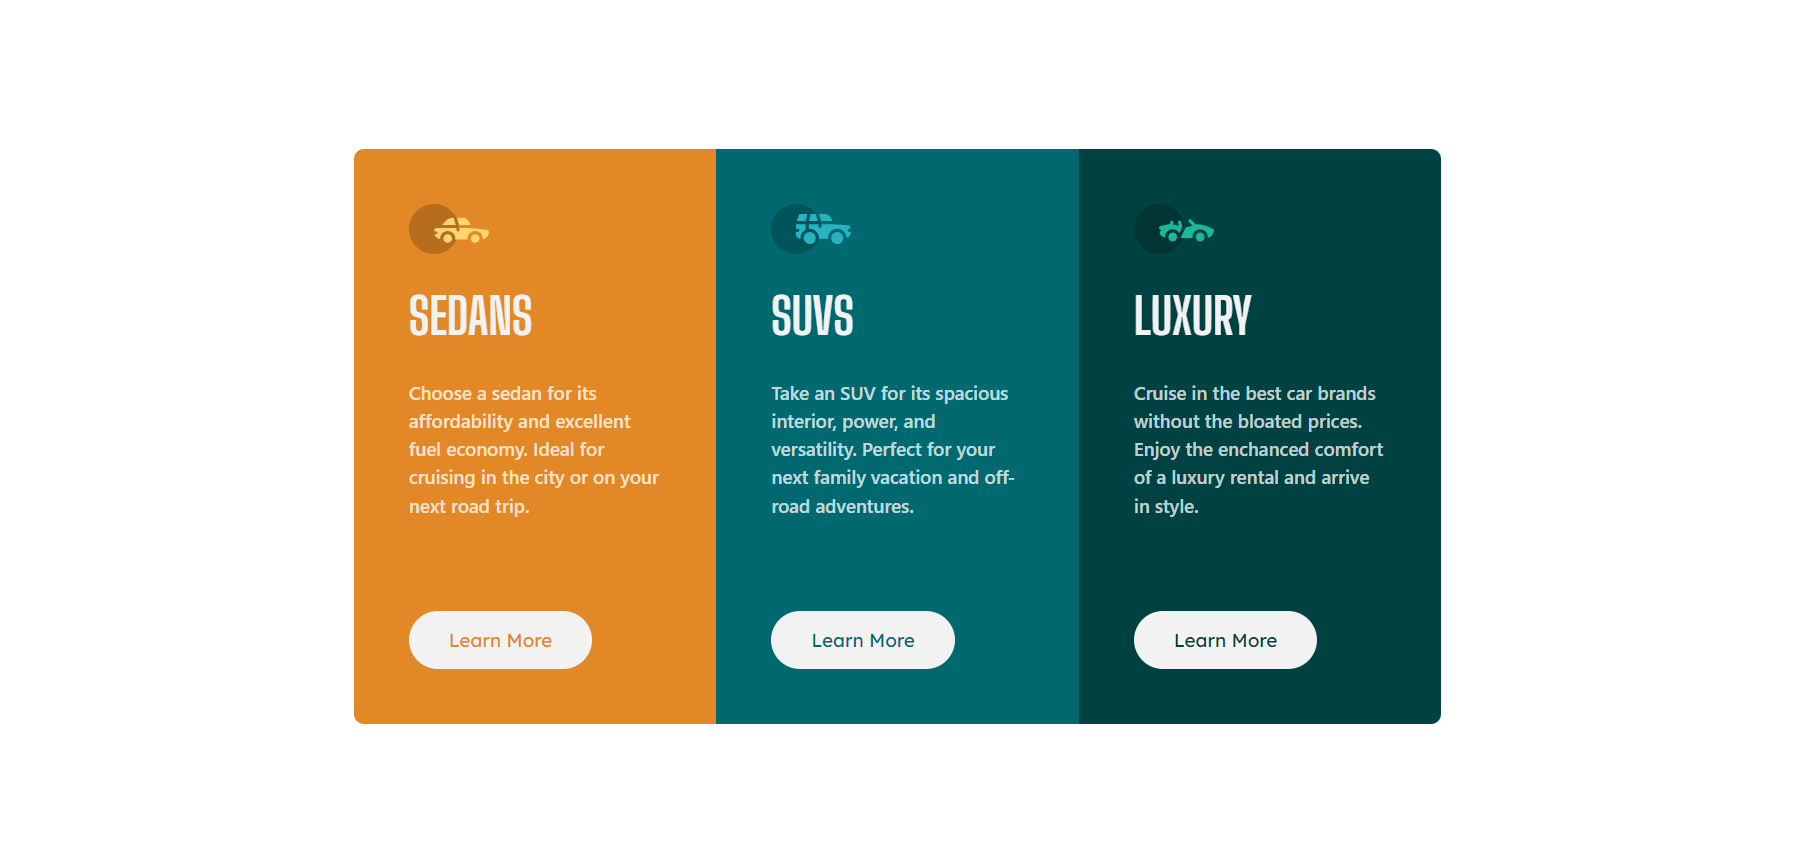 SEDANS
Choose a sedan for its
affordability and excellent
fuel economy. Ideal for
cruising in the city or on your
next road trip.
Learn More
SUVS
Take an SUV for its spacious
interior, power, and
versatility. Perfect for your
next family vacation and off-
road adventures.
Learn More
LUXURY
Cruise in the best car brands
without the bloated prices.
Enjoy the enchanced comfort
of a luxury rental and arrive
in style.
Learn More